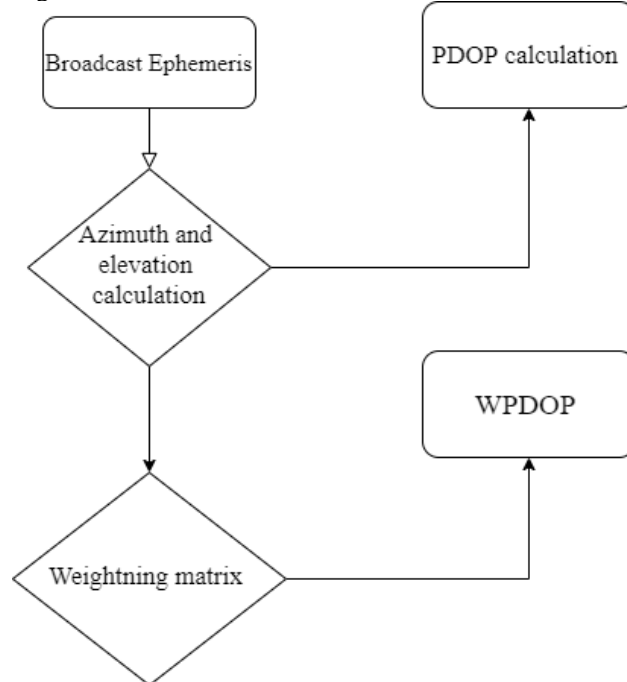 Broadcast Ephemeris
PDOP calculation
Azimuth and
elevation
calculation
WPDOP
Weightning matrix